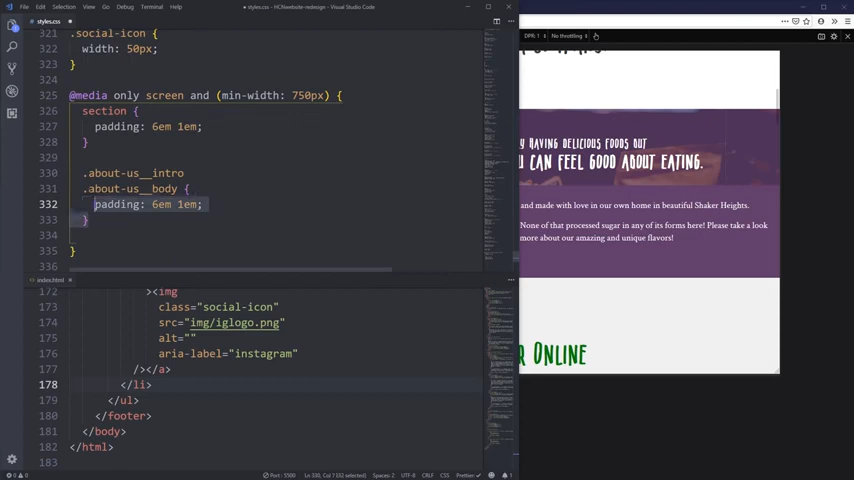 File Edit Selection View Go Debug Terminal Help
● styles.css - HCNwebsite-redesign - Visual Studio Code
styles.css ●
321 .social-icon {
322 width: 50px;
323 }
324
325 @media only screen and (min-width: 750px) {
326 section {
327 padding: 6em 1em;
328 }
329
330 .about-us__intro
331 .about-us__body {
332 padding: 6em 1em;
333 }
334
335 }
336
index.html ×
172 ><img
173 class="social-icon"
174 src="img/iglogo.png"
175 alt=""
176 aria-label="instagram"
177 /></a>
178 </li>
179 </ul>
180 </footer>
181 </body>
182 </html>
183
0 0
Port : 5500
Spaces: 2 UTF-8 CRLF CSS Prettier
1
DPR: 1 No throttling
Y HAVING DELICIOUS FOODS OUT
U CAN FEEL GOOD ABOUT EATING.
and made with love in our own home in beautiful Shaker Heights.
None of that processed sugar in any of its forms here! Please take a look
more about our amazing and unique flavors!
R ONLINE